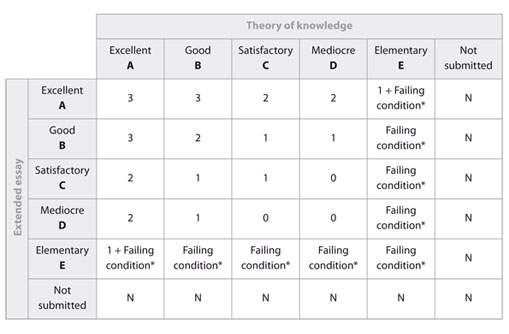 Theory of knowledge
Excellent Good Satisfactory Mediocre Elementary Not
A B C D E submitted
Extended essay
Excellent
A
3 3 2 2 1 + Failing condition* N
Good
B
3 2 1 1 Failing condition* N
Satisfactory
C
2 1 1 0 Failing condition* N
Mediocre
D
2 1 0 0 Failing condition* N
Elementary
E
1 + Failing condition* Failing condition* Failing condition* Failing condition* Failing condition* N
Not
submitted
N N N N N N